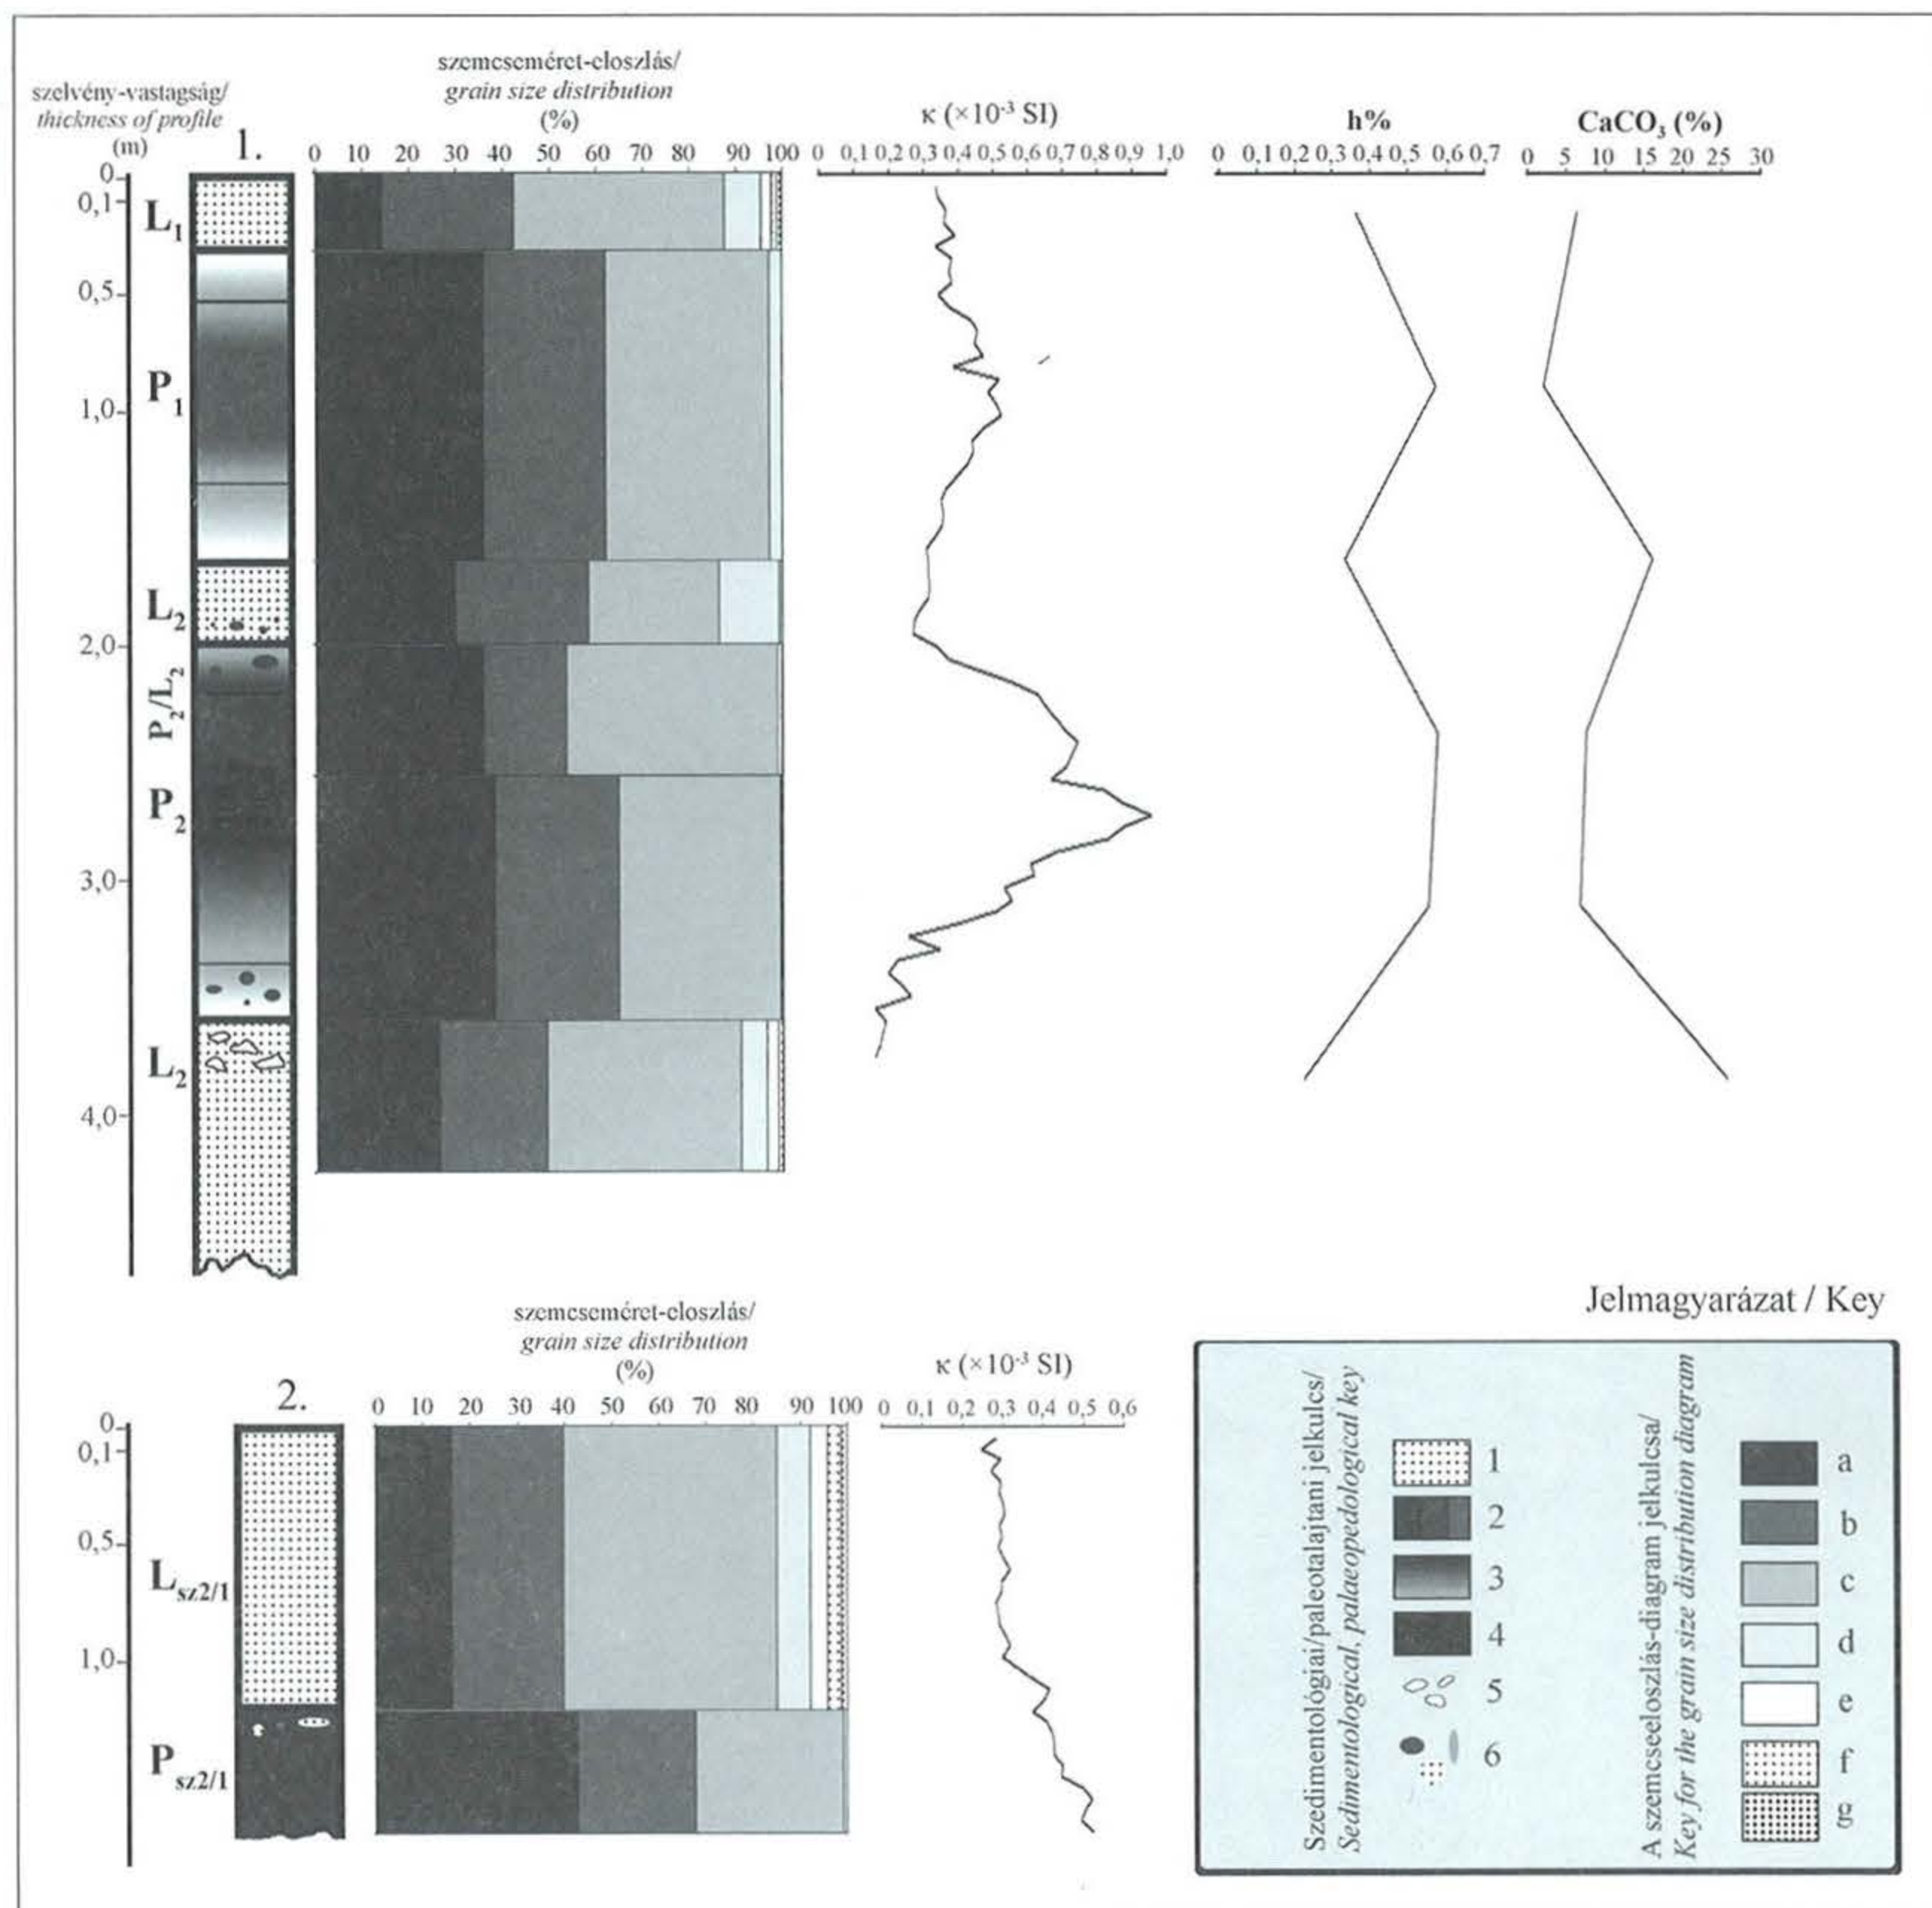 szemcseméret-eloszlás/
grain size distribution
(%)
szelvény-vastagság/
thickness of profile
(m)
1.
κ (×10⁻³ SI)
h%
CaCO₃ (%)
0 10 20 30 40 50 60 70 80 90 100
0 0,1 0,2 0,3 0,4 0,5 0,6 0,7 0,8 0,9 1,0
0 0,1 0,2 0,3 0,4 0,5 0,6 0,7
0 5 10 15 20 25 30
0
0,1
L₁
0,5
P₁
1,0
L₂
2,0
P₂/L₂
P₂
3,0
L₂
4,0
szemcseméret-eloszlás/
grain size distribution
(%)
2.
κ (×10⁻³ SI)
0 10 20 30 40 50 60 70 80 90 100
0 0,1 0,2 0,3 0,4 0,5 0,6
0
0,1
0,5
L sz2/1
1,0
P sz2/1
Jelmagyarázat / Key
Szedimentológiai/paleotalajtani jelkulcs/
Sedimentological, palaeopedological key
1
2
3
4
5
6
A szemcseeloszlás-diagram jelkulcsa/
Key for the grain size distribution diagram
a
b
c
d
e
f
g